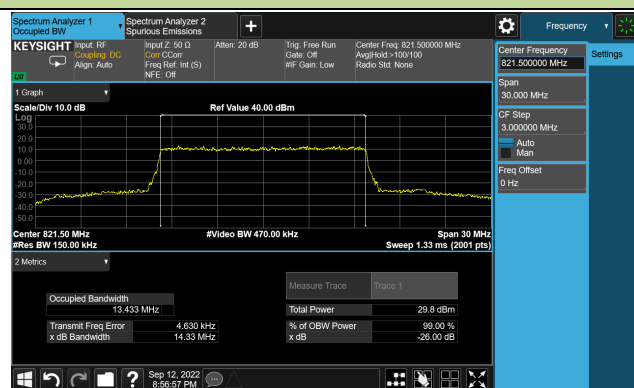 Spectrum Analyzer 1
Occupied BW
Spectrum Analyzer 2
Spurious Emissions
+
Frequency
KEYSIGHT
Input: RF
Coupling: DC
Align: Auto
Input Z: 50 Ω
Corr CCorr
Freq Ref: Int (S)
NFE: Off
Atten: 20 dB
Trig: Free Run
Gate: Off
#IF Gain: Low
Center Freq: 821.500000 MHz
Avg|Hold:>100/100
Radio Std: None
Center Frequency
821.500000 MHz
Settings
Span
30.000 MHz
CF Step
3.000000 MHz
Auto
Man
Freq Offset
0 Hz
1 Graph
Scale/Div 10.0 dB
Ref Value 40.00 dBm
Log
30.0
20.0
10.0
0.00
-10.0
-20.0
-30.0
-40.0
-50.0
Center 821.50 MHz
#Video BW 470.00 kHz
Span 30 MHz
#Res BW 150.00 kHz
Sweep 1.33 ms (2001 pts)
2 Metrics
Measure Trace
Trace 1
Occupied Bandwidth
13.433 MHz
Total Power
29.8 dBm
Transmit Freq Error
4.630 kHz
% of OBW Power
99.00 %
x dB Bandwidth
14.33 MHz
x dB
-26.00 dB
?
Sep 12, 2022
8:56:57 PM